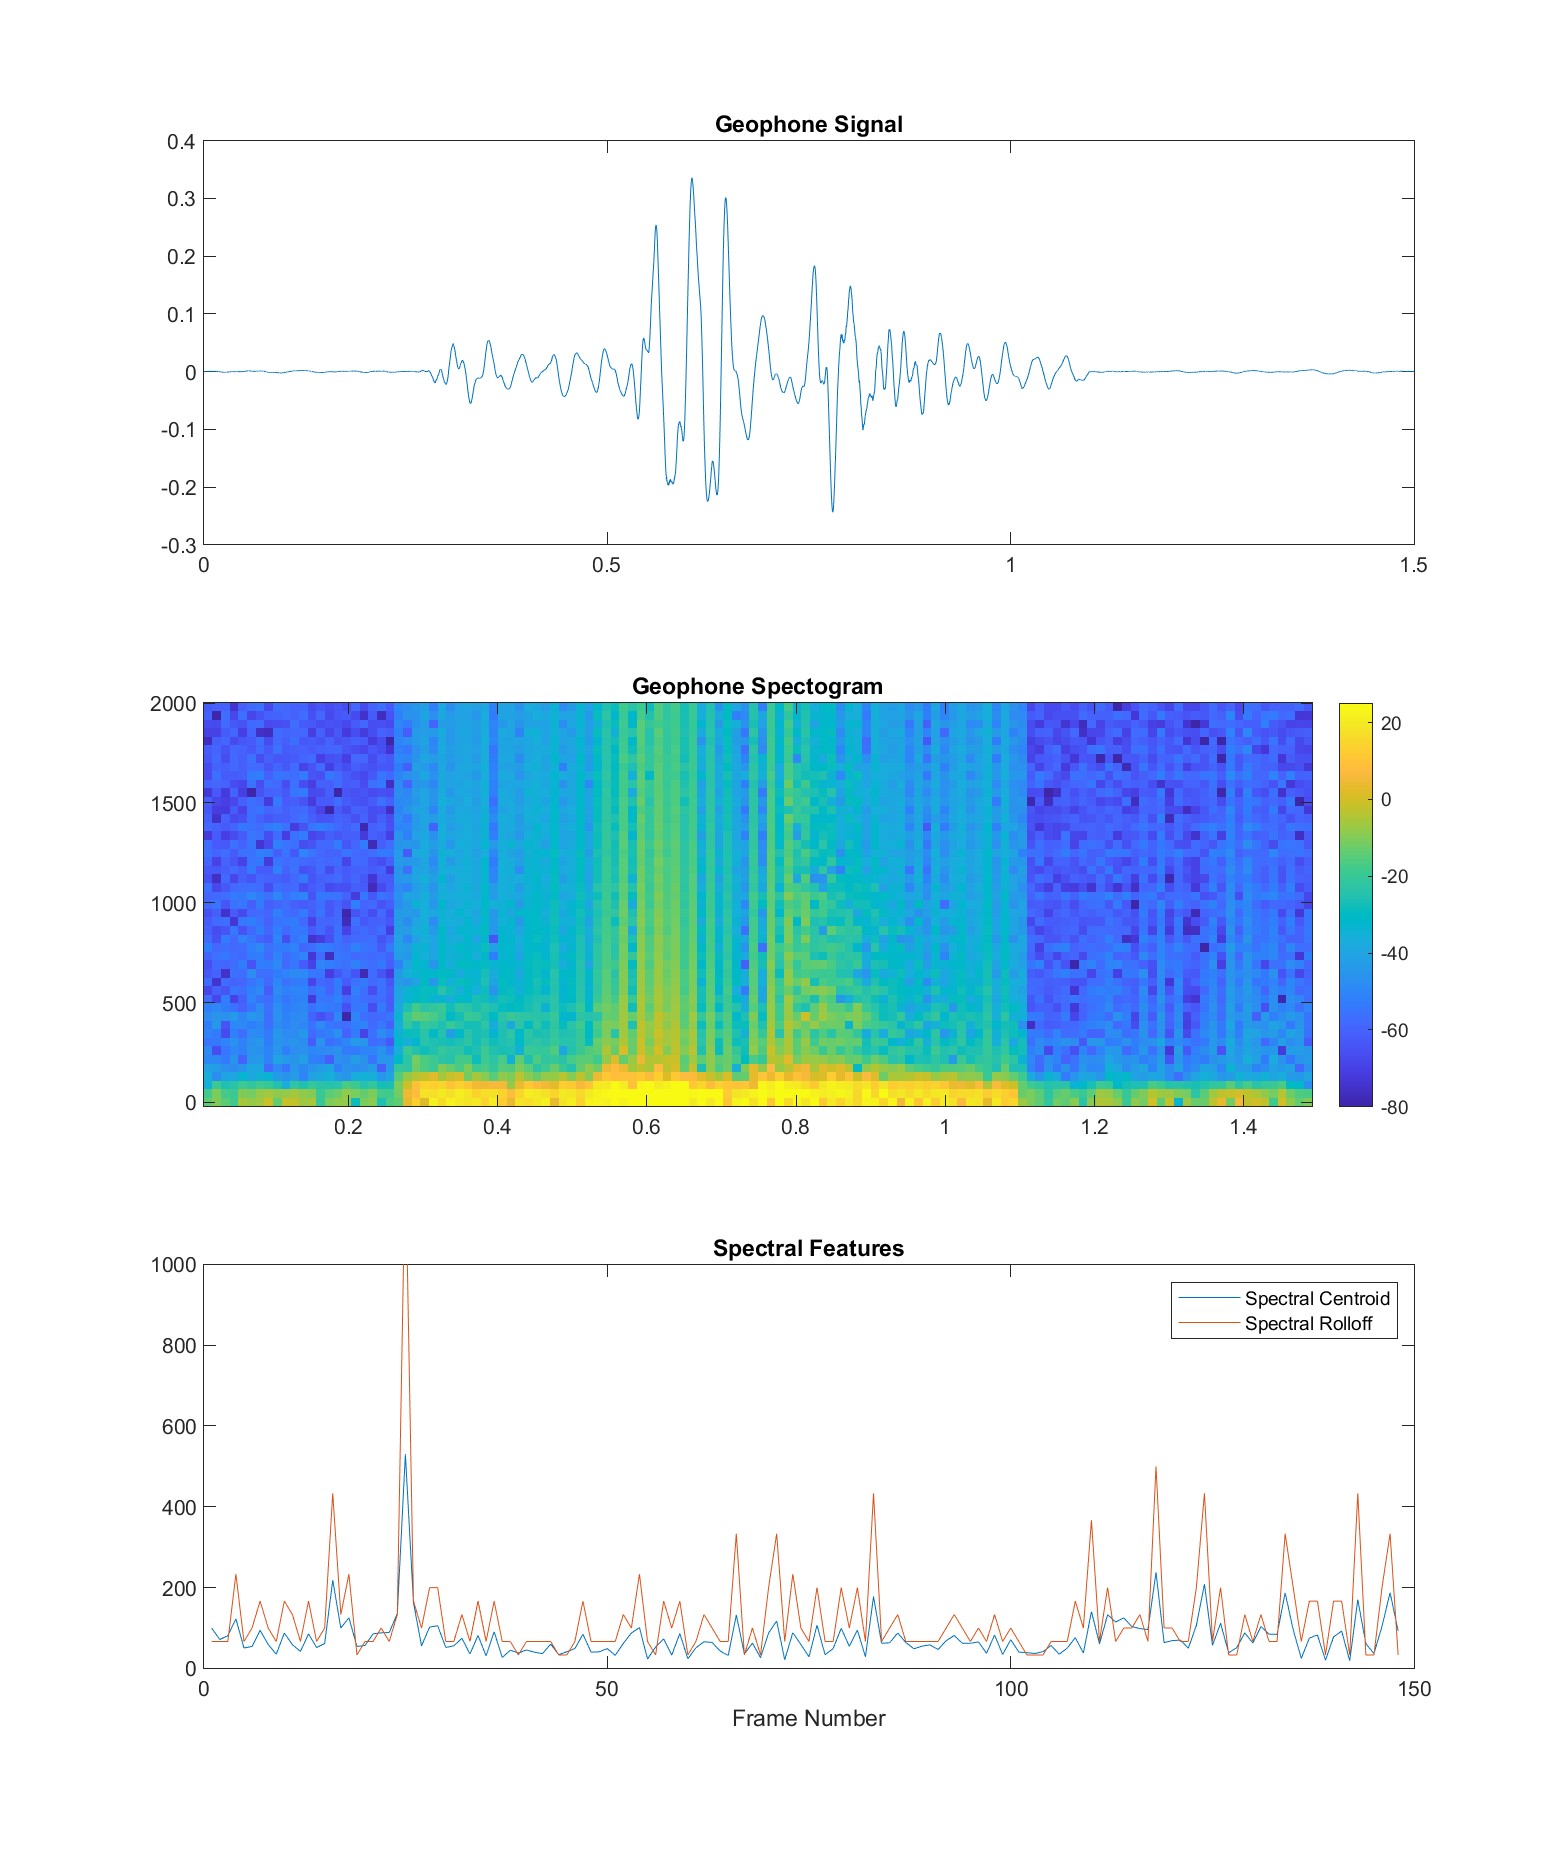 Geophone Signal
0.4
0.3
0.2
0.1
0
-0.1
-0.2
-0.3
0 0.5 1 1.5
Geophone Spectogram
2000
1500
1000
500
0
20
0
-20
-40
-60
-80
0.2 0.4 0.6 0.8 1 1.2 1.4
Spectral Features
1000
800
600
400
200
0
Spectral Centroid
Spectral Rolloff
0 50 100 150
Frame Number